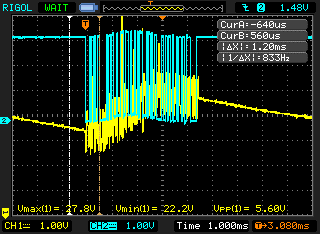 RIGOL WAIT T 2 1.48V
CurA=-640us
CurB=560us
|ΔX|=1.20ms
|1/ΔX|=833Hz
T
2
Vmax(1)= 27.8V Vmin(1)= 22.2V Vpp(1)= 5.60V
CH1= 1.00V CH2= 1.00V Time 1.000ms T→3.080ms